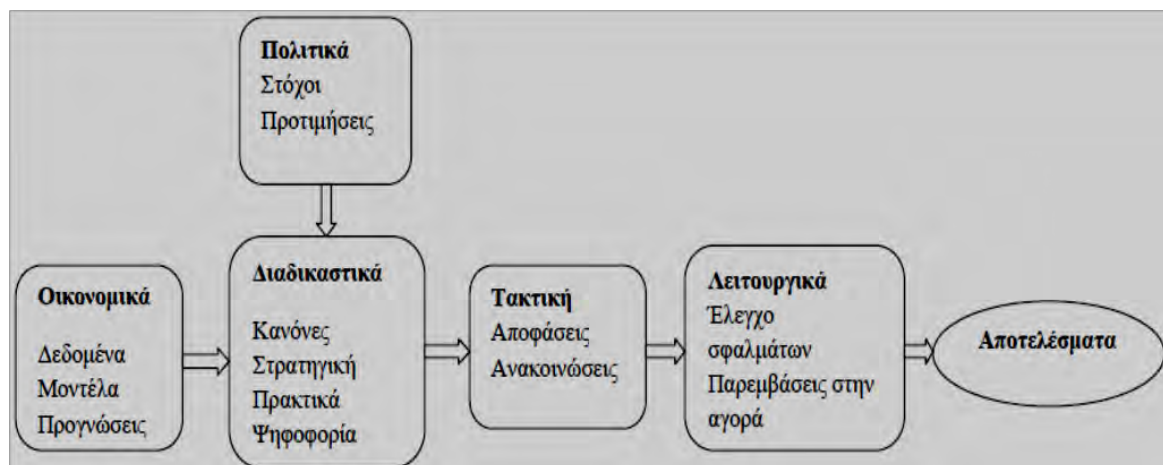 Πολιτικά
Στόχοι
Προτιμήσεις
Οικονομικά
Δεδομένα
Μοντέλα
Προγνώσεις
Διαδικαστικά
Κανόνες
Στρατηγική
Πρακτικά
Ψηφοφορία
Τακτική
Αποφάσεις
Ανακοινώσεις
Λειτουργικά
Έλεγχο
σφαλμάτων
Παρεμβάσεις στην
αγορά
Αποτελέσματα